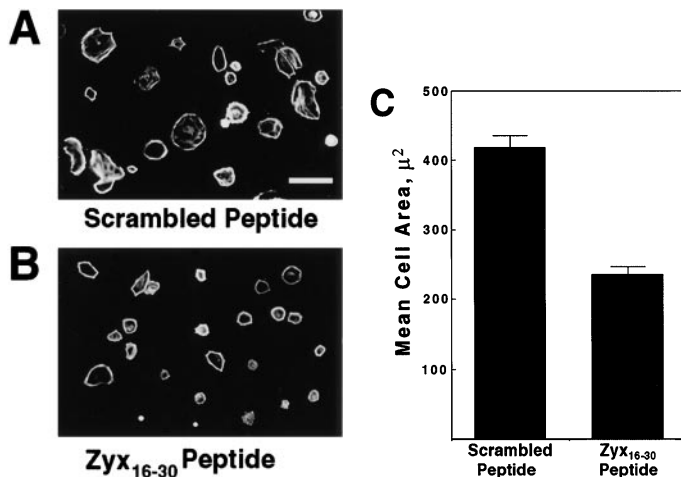 A
Scrambled Peptide
B
Zyx16-30 Peptide
C
Mean Cell Area, μ2
500
400
300
200
100
Scrambled
Peptide
Zyx16-30
Peptide